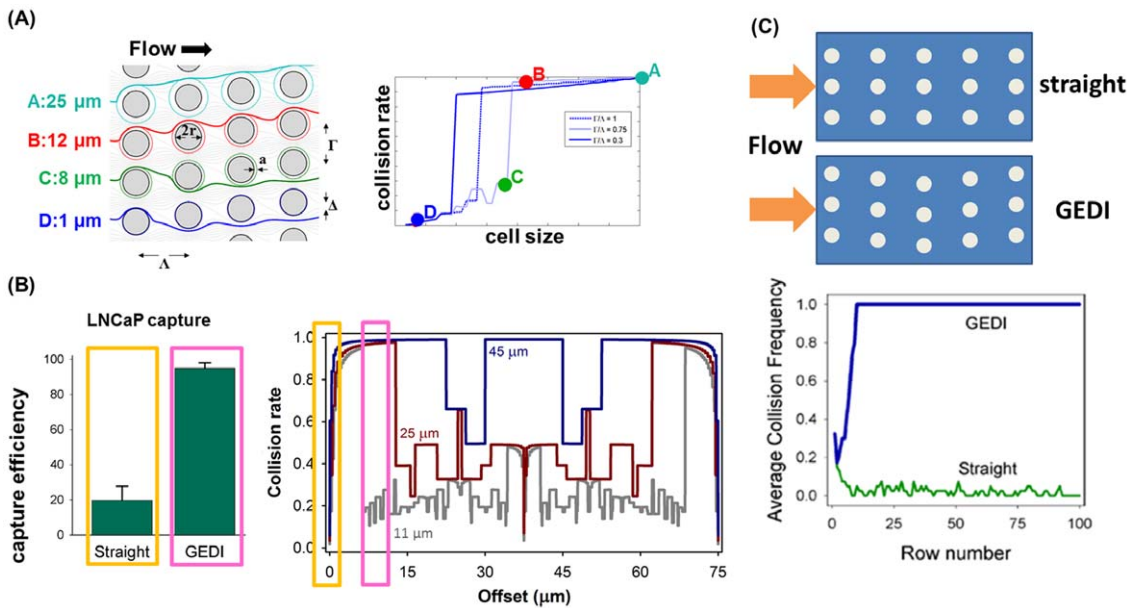 (A)
Flow
A:25 µm
B:12 µm
C:8 µm
D:1 µm
2r
a
Γ
Δ
Λ
collision rate
A
B
C
D
Γ/Λ = 1
Γ/Λ = 0.75
Γ/Λ = 0.3
cell size
(B)
LNCaP capture
capture efficiency
100
80
60
40
20
0
Straight
GEDI
Collision rate
1.0
0.8
0.6
0.4
0.2
0.0
45 µm
25 µm
11 µm
0
15
30
45
60
75
Offset (µm)
(C)
Flow
straight
GEDI
Average Collision Frequency
1.0
0.8
0.6
0.4
0.2
0.0
GEDI
Straight
0
25
50
75
100
Row number